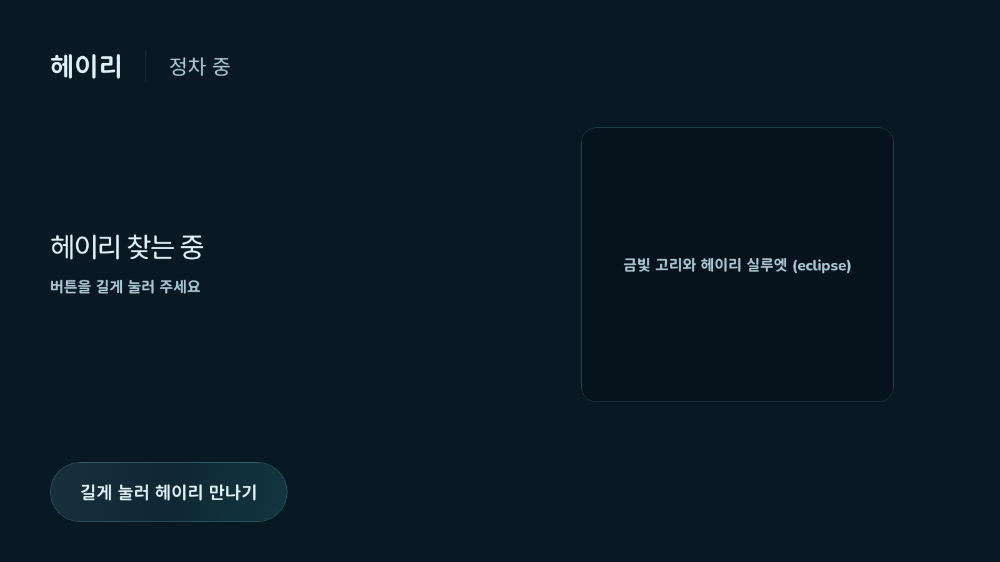 헤이리
정차 중
헤이리 찾는 중
버튼을 길게 눌러 주세요
금빛 고리와 헤이리 실루엣 (eclipse)
길게 눌러 헤이리 만나기